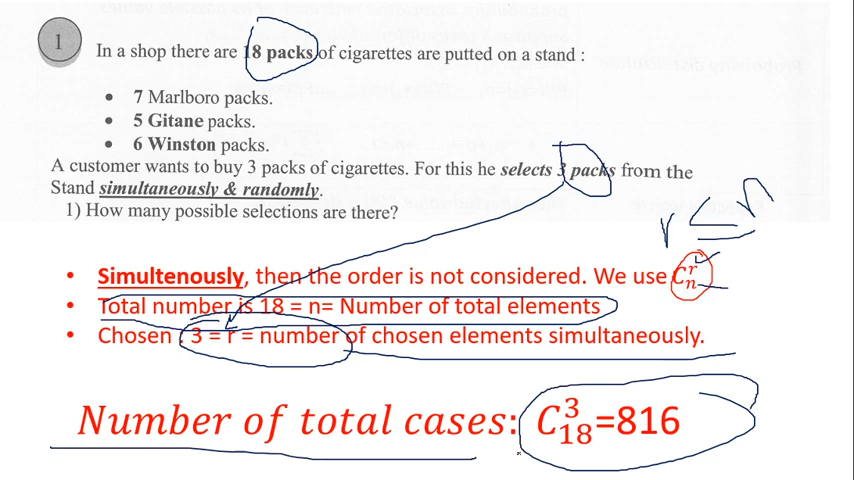 1
In a shop there are 18 packs of cigarettes are putted on a stand :
• 7 Marlboro packs.
• 5 Gitane packs.
• 6 Winston packs.
A customer wants to buy 3 packs of cigarettes. For this he selects 3 packs from the
Stand simultaneously & randomly.
1) How many possible selections are there?
r ≤ n
• Simultenously, then the order is not considered. We use C_n^r
• Total number is 18 = n= Number of total elements
• Chosen : 3 = r = number of chosen elements simultaneously.
Number of total cases: C_18^3=816